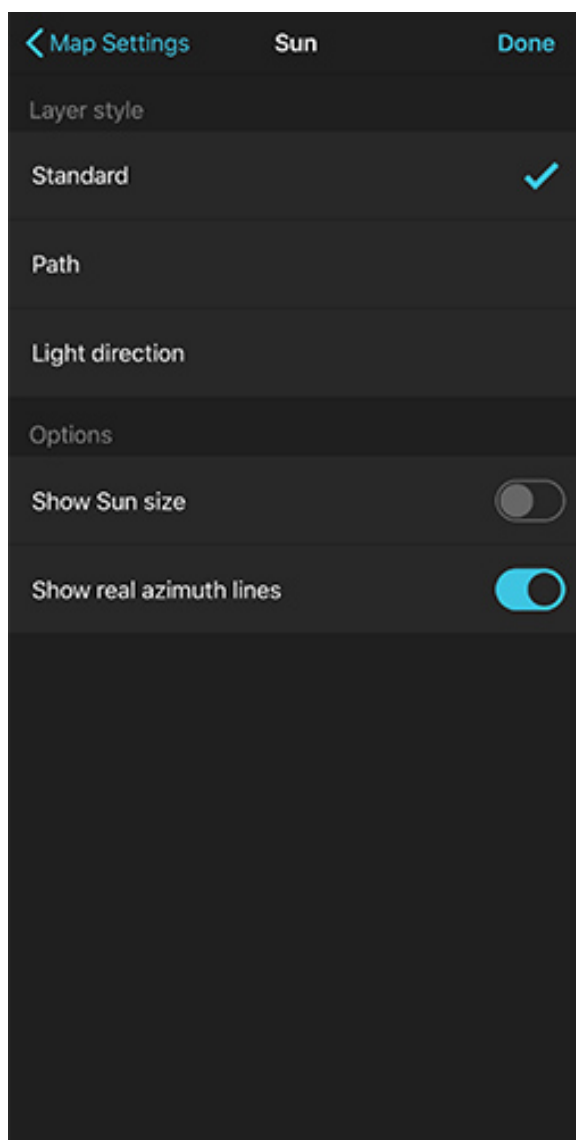 Map Settings Sun Done
Layer style
Standard
Path
Light direction
Options
Show Sun size
Show real azimuth lines